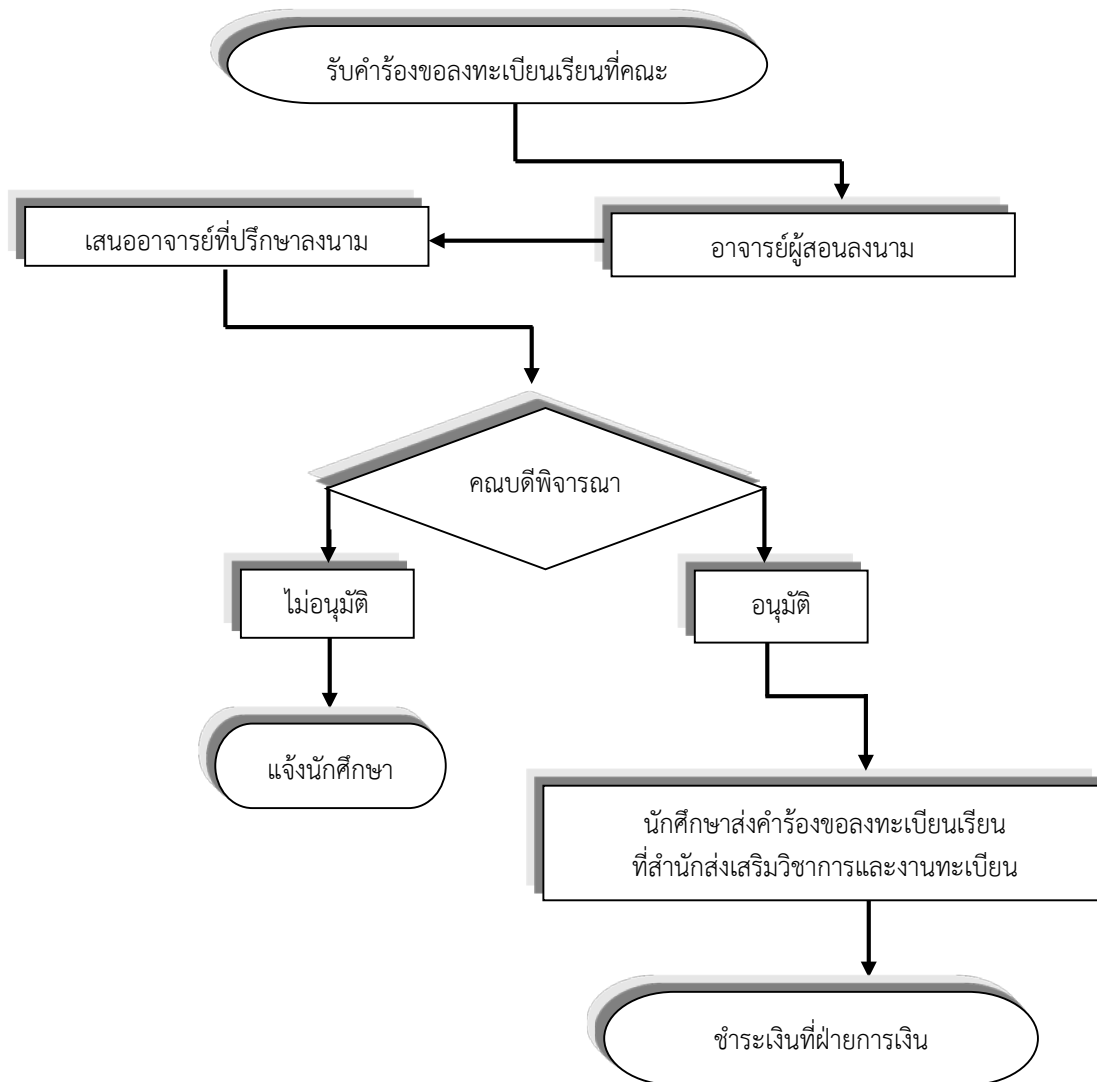 รับคำร้องขอลงทะเบียนเรียนที่คณะ
อาจารย์ผู้สอนลงนาม
เสนออาจารย์ที่ปรึกษาลงนาม
คณบดีพิจารณา
ไม่อนุมัติ
อนุมัติ
แจ้งนักศึกษา
นักศึกษาส่งคำร้องขอลงทะเบียนเรียน
ที่สำนักส่งเสริมวิชาการและงานทะเบียน
ชำระเงินที่ฝ่ายการเงิน